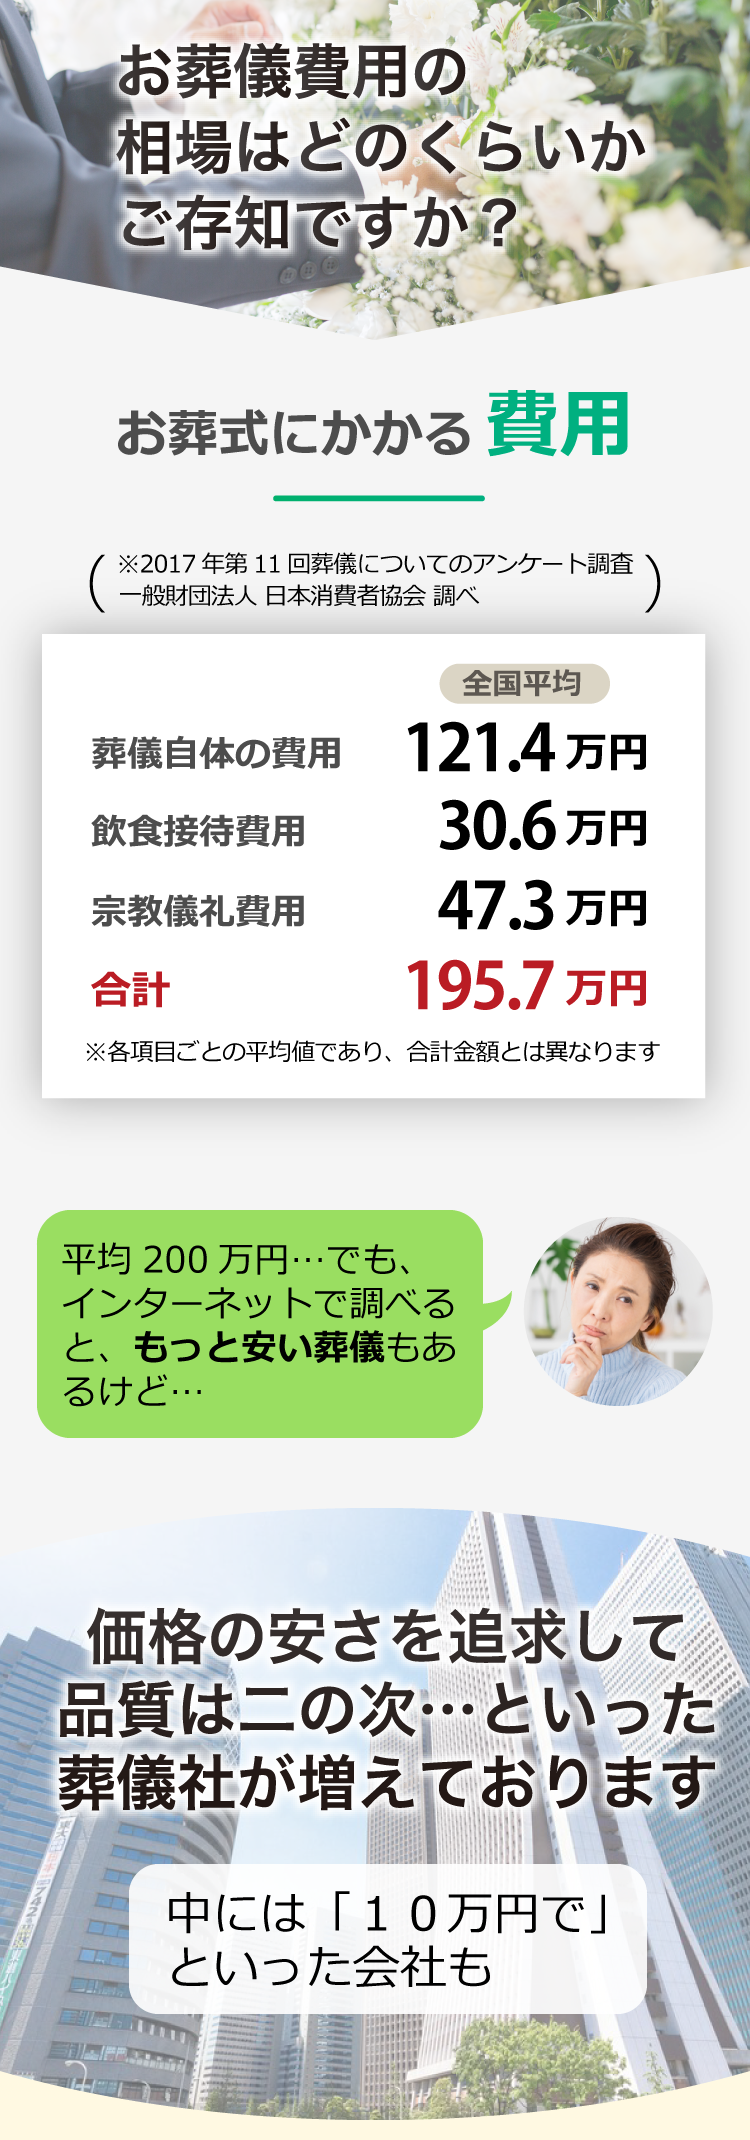 お葬儀費用の
相場はどのくらいか
ご存知ですか？
お葬式にかかる費用
※2017年第11回葬儀についてのアンケート調査
一般財団法人 日本消費者協会 調べ
全国平均
葬儀自体の費用 121.4万円
飲食接待費用 30.6万円
宗教儀礼費用 47.3万円
合計 195.7万円
※各項目ごとの平均値であり、合計金額とは異なります
平均200万円…でも、
インターネットで調べる
と、もっと安い葬儀もあ
るけど…
価格の安さを追求して
品質は二の次…といった
葬儀社が増えております
中には「１０万円で」
といった会社も